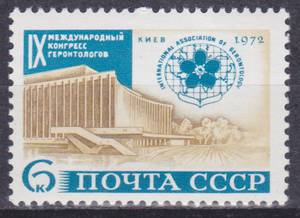 IX
МЕЖДУНАРОДНЫЙ
КОНГРЕСС
ГЕРОНТОЛОГОВ
КИЕВ
1972
INTERNATIONAL ASSOCIATION OF GERONTOLOGY
6к
ПОЧТА СССР